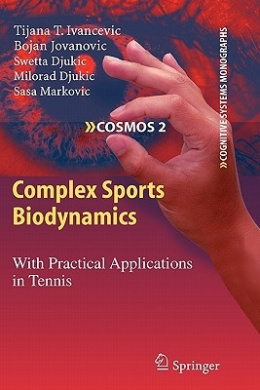 Tijana T. Ivancevic
Bojan Jovanovic
Swetta Djukic
Milorad Djukic
Sasa Markovic
»COSMOS 2
»COGNITIVE SYSTEMS MONOGRAPHS
Complex Sports
Biodynamics
With Practical Applications
in Tennis
Springer